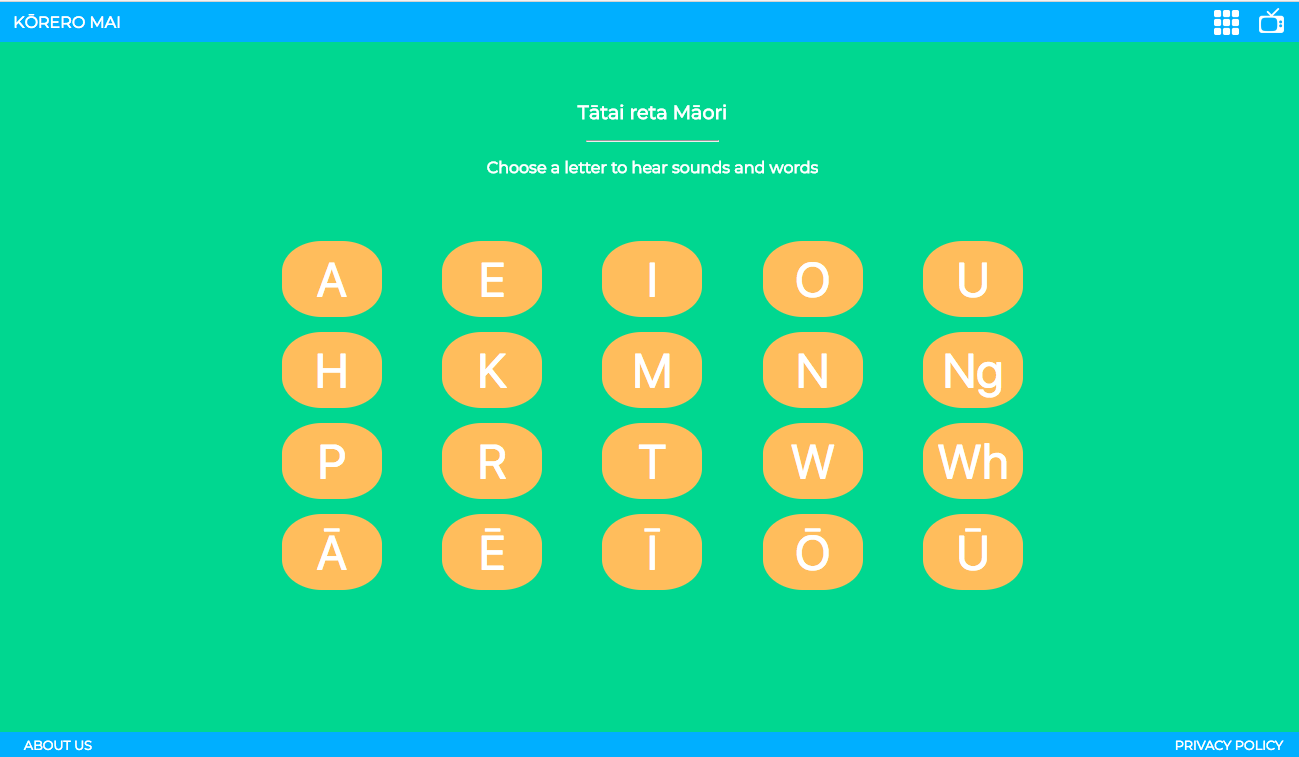 KŌRERO MAI
Tātai reta Māori
Choose a letter to hear sounds and words
A E I O U
H K M N Ng
P R T W Wh
Ā Ē Ī Ō Ū
ABOUT US PRIVACY POLICY